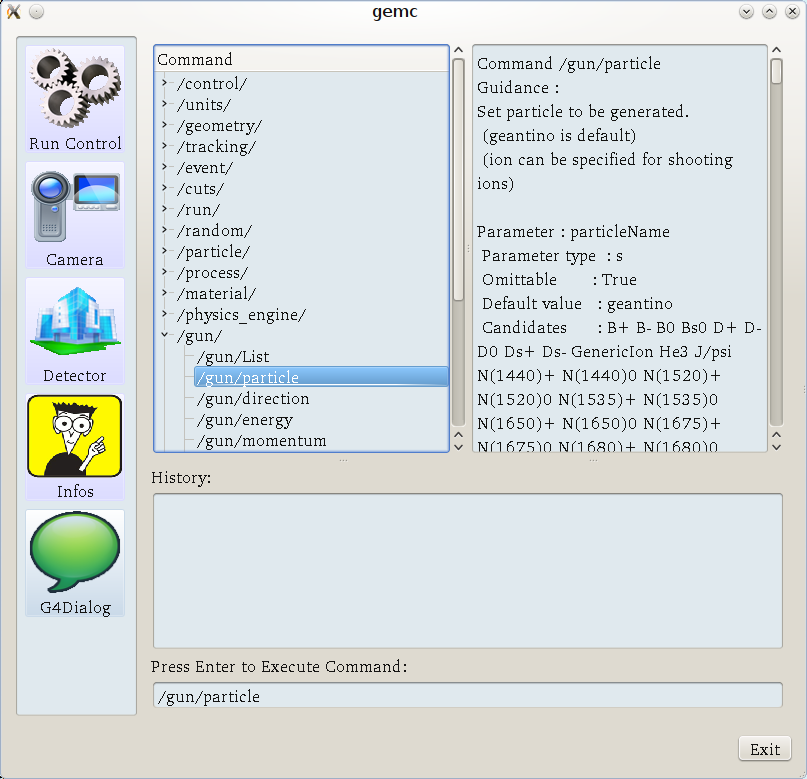 gemc
Run Control
Camera
Detector
Infos
G4Dialog
Command
/control/
/units/
/geometry/
/tracking/
/event/
/cuts/
/run/
/random/
/particle/
/process/
/material/
/physics_engine/
/gun/
/gun/List
/gun/particle
/gun/direction
/gun/energy
/gun/momentum
Command /gun/particle
Guidance :
Set particle to be generated.
(geantino is default)
(ion can be specified for shooting
ions)
Parameter : particleName
Parameter type : s
Omittable : True
Default value : geantino
Candidates : B+ B- B0 Bs0 D+ D-
D0 Ds+ Ds- GenericIon He3 J/psi
N(1440)+ N(1440)0 N(1520)+
N(1520)0 N(1535)+ N(1535)0
N(1650)+ N(1650)0 N(1675)+
N(1675)0 N(1680)+ N(1680)0
History:
Press Enter to Execute Command:
/gun/particle
Exit